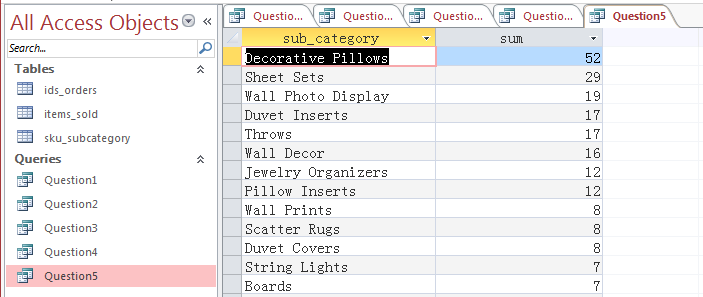 All Access Objects
Search...
Tables
ids_orders
items_sold
sku_subcategory
Queries
Question1
Question2
Question3
Question4
Question5
Questio... Questio... Questio... Questio... Question5
sub_category sum
Decorative Pillows 52
Sheet Sets 29
Wall Photo Display 19
Duvet Inserts 17
Throws 17
Wall Decor 16
Jewelry Organizers 12
Pillow Inserts 12
Wall Prints 8
Scatter Rugs 8
Duvet Covers 8
String Lights 7
Boards 7